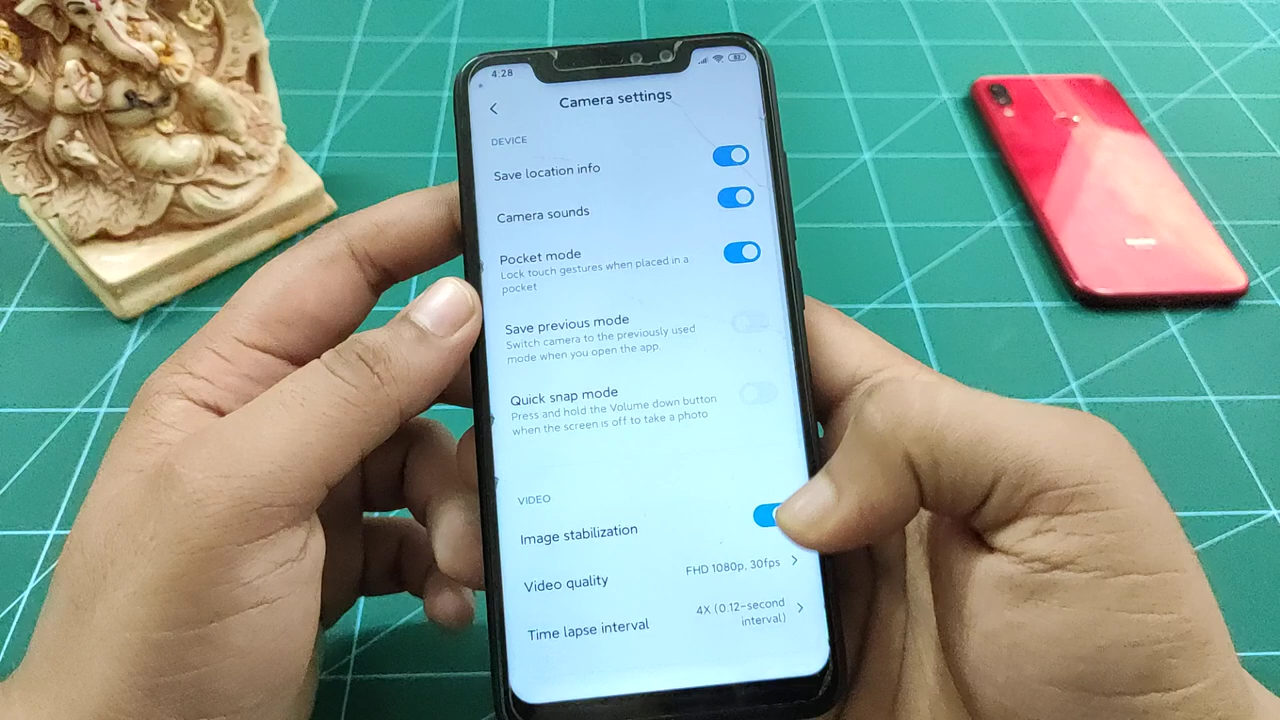 4:28
Camera settings
DEVICE
Save location info
Camera sounds
Pocket mode
Lock touch gestures when placed in a
pocket
Save previous mode
Switch camera to the previously used
mode when you open the app.
Quick snap mode
Press and hold the Volume down button
when the screen is off to take a photo
VIDEO
Image stabilization
Video quality
FHD 1080p, 30fps
Time lapse interval
4X (0.12-second
interval)